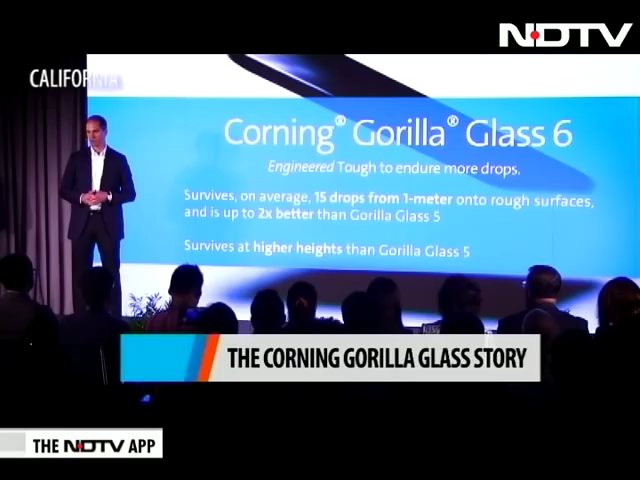 NDTV
CALIFORNIA
Corning® Gorilla® Glass 6
Engineered Tough to endure more drops.
Survives, on average, 15 drops from 1-meter onto rough surfaces,
and is up to 2x better than Gorilla Glass 5
Survives at higher heights than Gorilla Glass 5
THE CORNING GORILLA GLASS STORY
THE NDTV APP